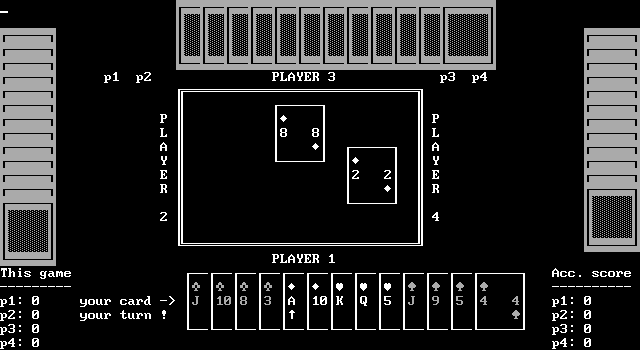 p1 p2 PLAYER 3 p3 p4
PLAYER 2
8 8
2 2
PLAYER 4
PLAYER 1
This game
p1: 0
p2: 0
p3: 0
p4: 0
your card ->
your turn !
J 10 8 3 A 10 K Q 5 J 9 5 4 4
Acc. score
p1: 0
p2: 0
p3: 0
p4: 0